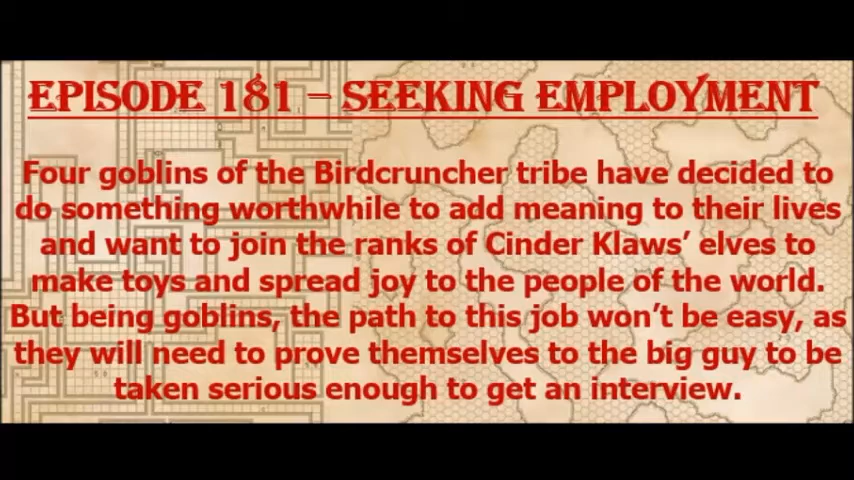 EPISODE 181 – SEEKING EMPLOYMENT
Four goblins of the Birdcruncher tribe have decided to
do something worthwhile to add meaning to their lives
and want to join the ranks of Cinder Klaws’ elves to
make toys and spread joy to the people of the world.
But being goblins, the path to this job won’t be easy, as
they will need to prove themselves to the big guy to be
taken serious enough to get an interview.